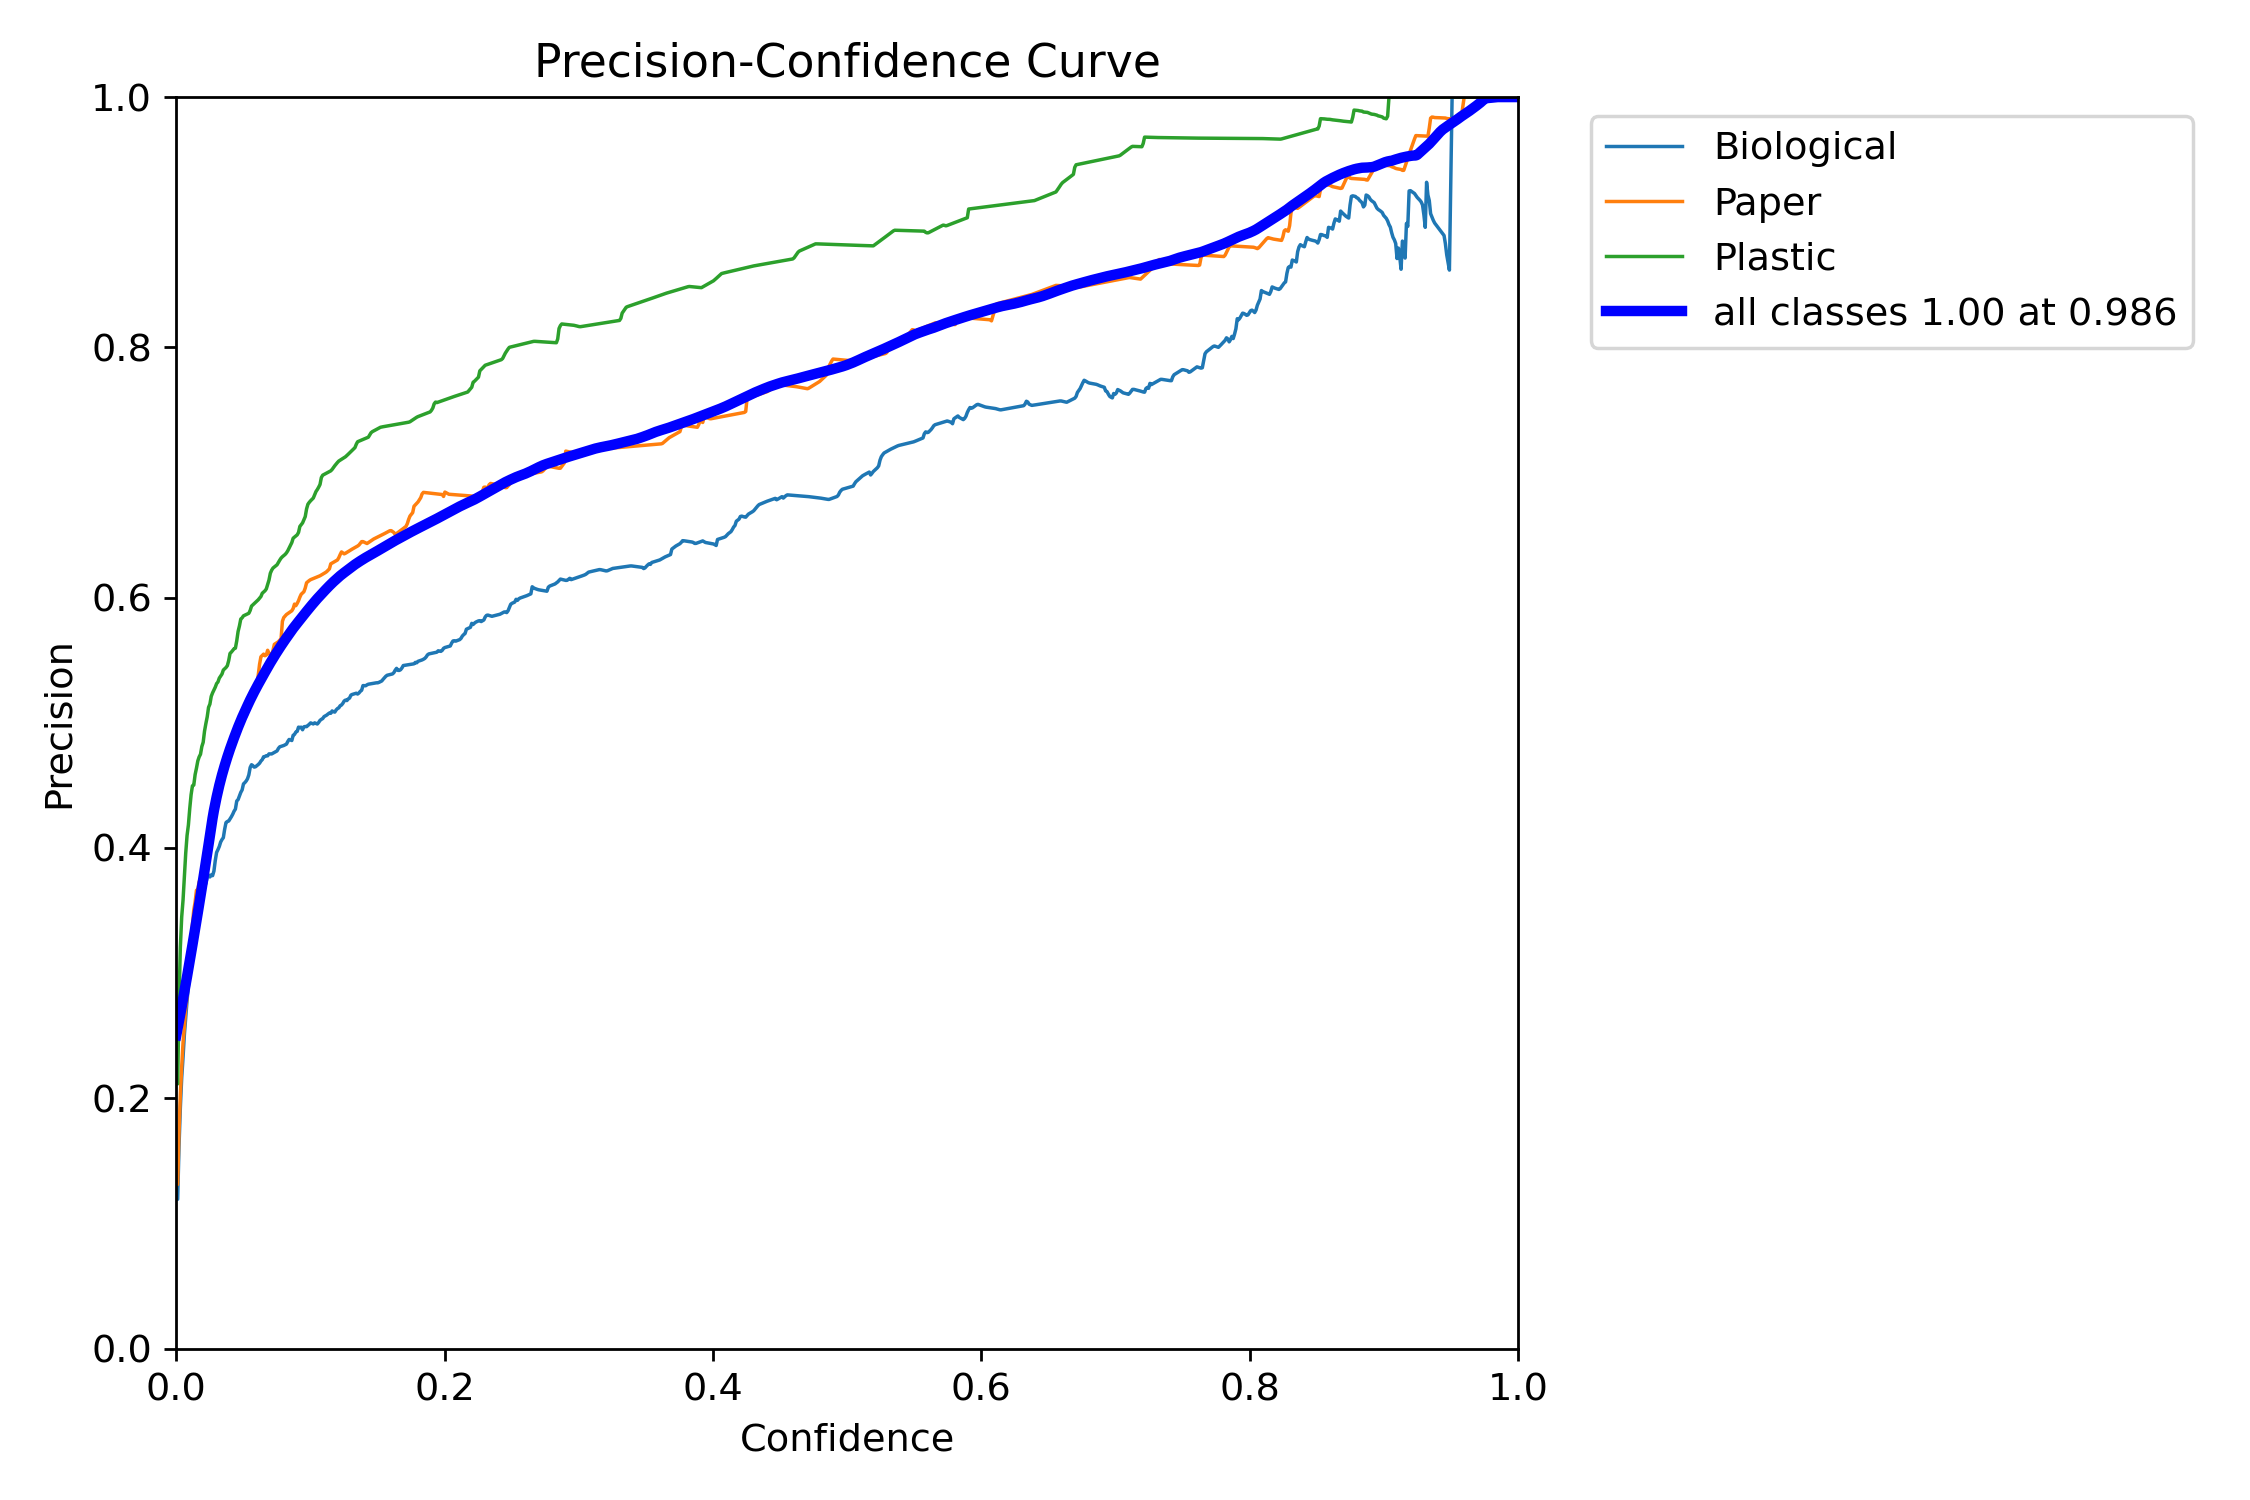 Precision-Confidence Curve
1.0
0.8
0.6
0.4
0.2
0.0
Precision
0.0 0.2 0.4 0.6 0.8 1.0
Confidence
Biological
Paper
Plastic
all classes 1.00 at 0.986